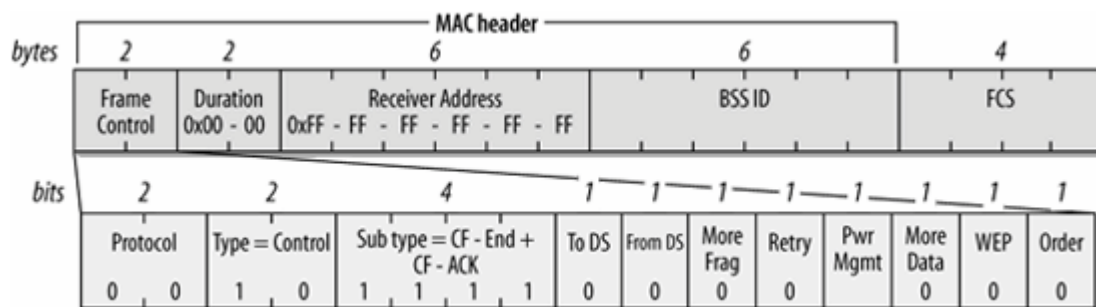 MAC header
bytes 2 2 6 6 4
Frame Control Duration Receiver Address BSS ID FCS
0x00 - 00 0xFF - FF - FF - FF - FF - FF
bits 2 2 4 1 1 1 1 1 1 1 1
Protocol Type = Control Sub type = CF - End + CF - ACK To DS From DS More Frag Retry Pwr Mgmt More Data WEP Order
0 0 1 0 1 1 1 1 0 0 0 0 0 0 0 0